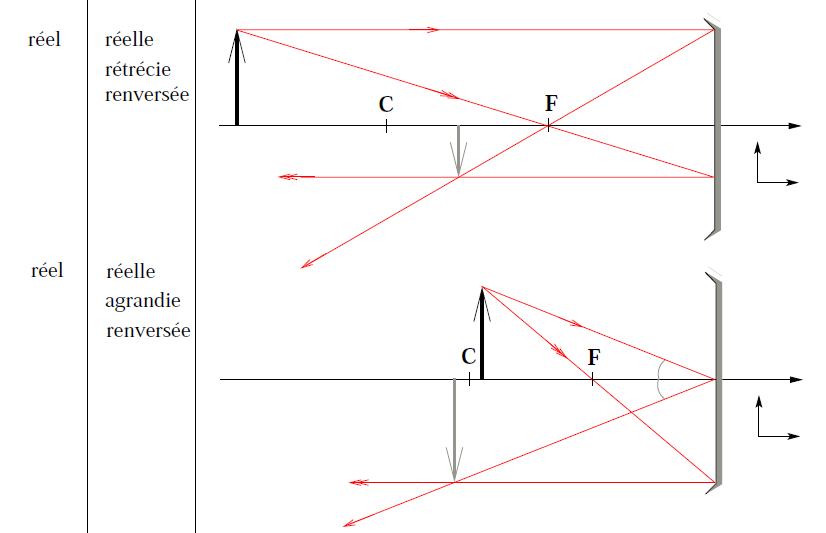 réel
réelle
rétrécie
renversée
C
F
réel
réelle
agrandie
renversée
C
F